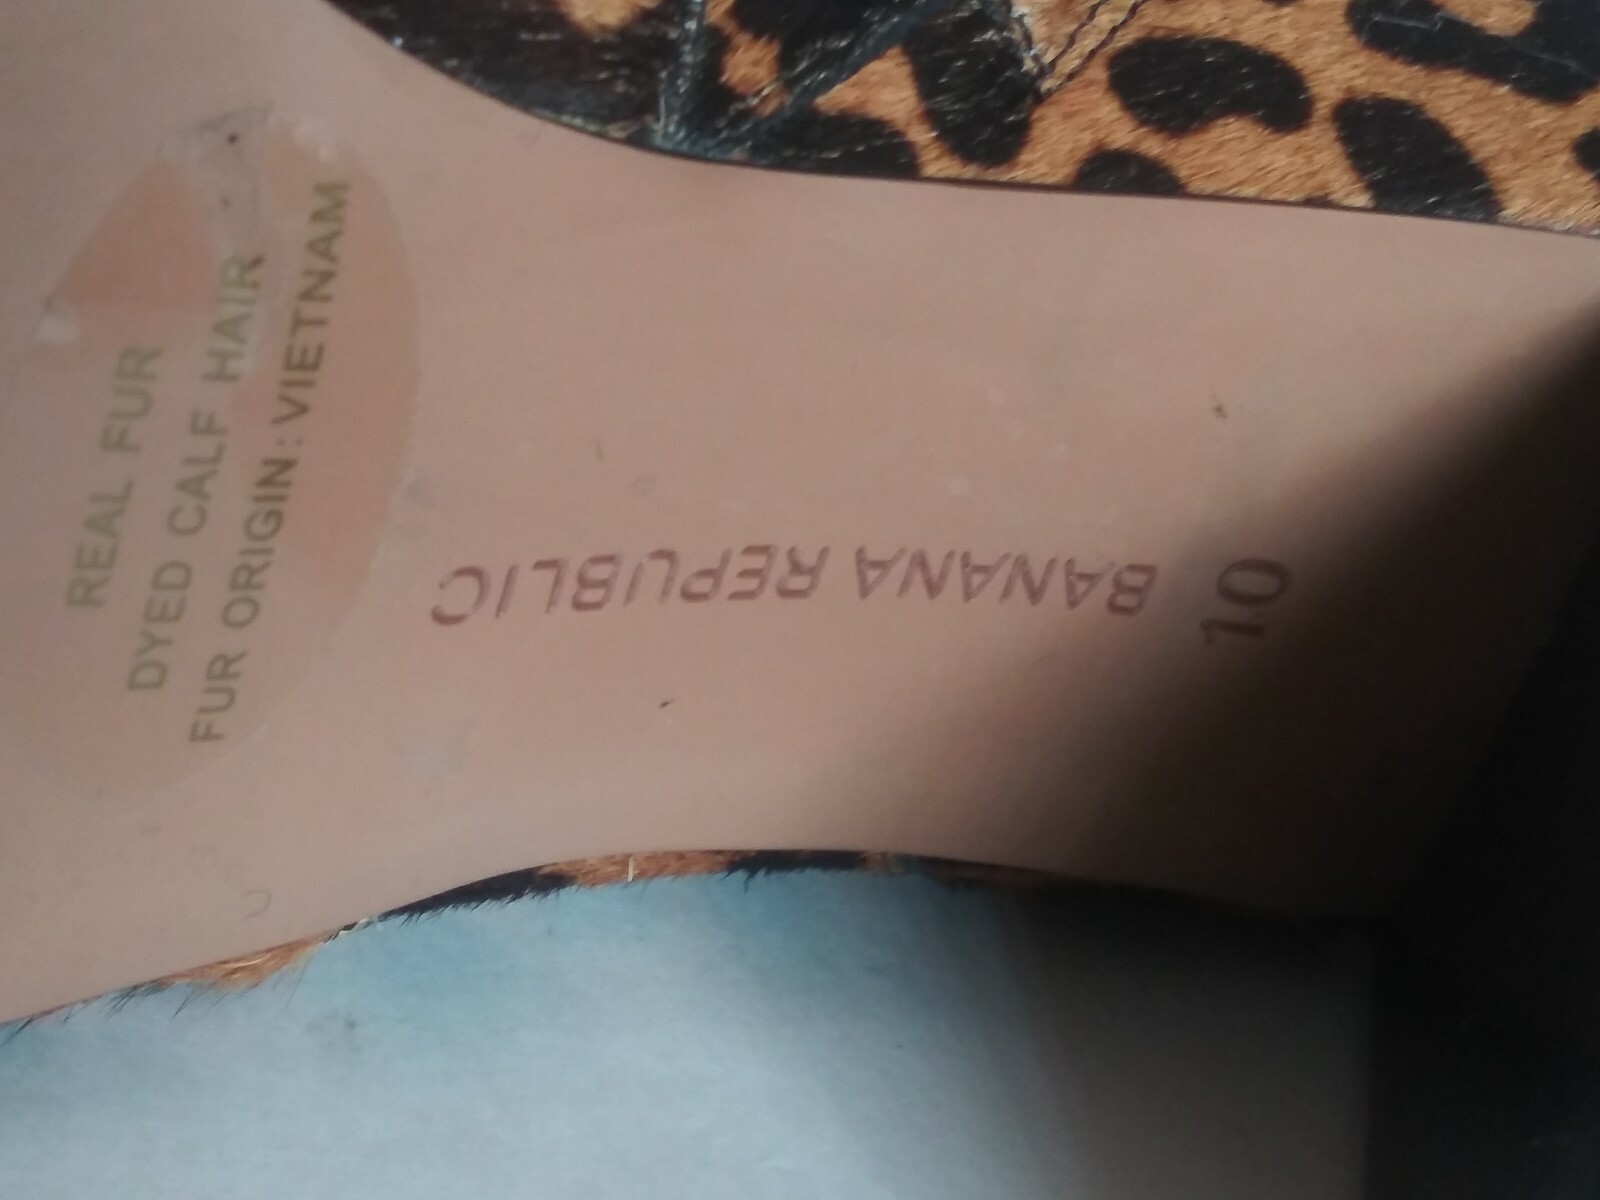 REAL FUR
DYED CALF HAIR
FUR ORIGIN: VIETNAM
BANANA REPUBLIC
10